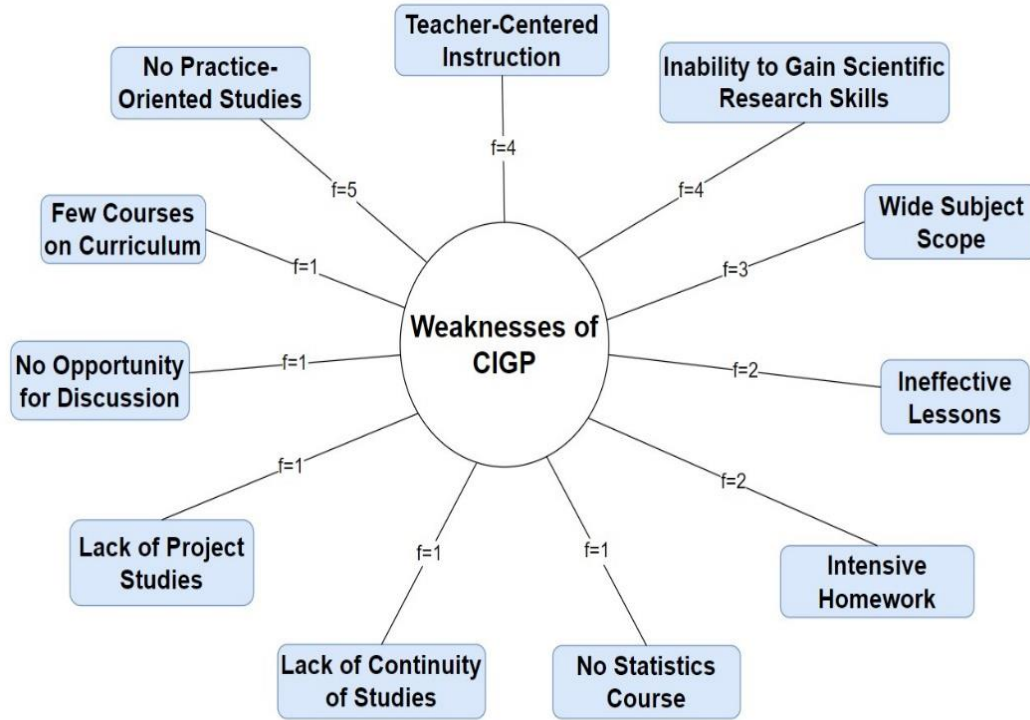 Teacher-Centered
Instruction
No Practice-
Oriented Studies
Inability to Gain Scientific
Research Skills
f=4
f=5
f=4
Few Courses
on Curriculum
Wide Subject
Scope
f=1
f=3
Weaknesses of
CIGP
No Opportunity
for Discussion
f=1
f=2
Ineffective
Lessons
f=1
f=2
Lack of Project
Studies
f=1
f=1
Intensive
Homework
Lack of Continuity
of Studies
No Statistics
Course